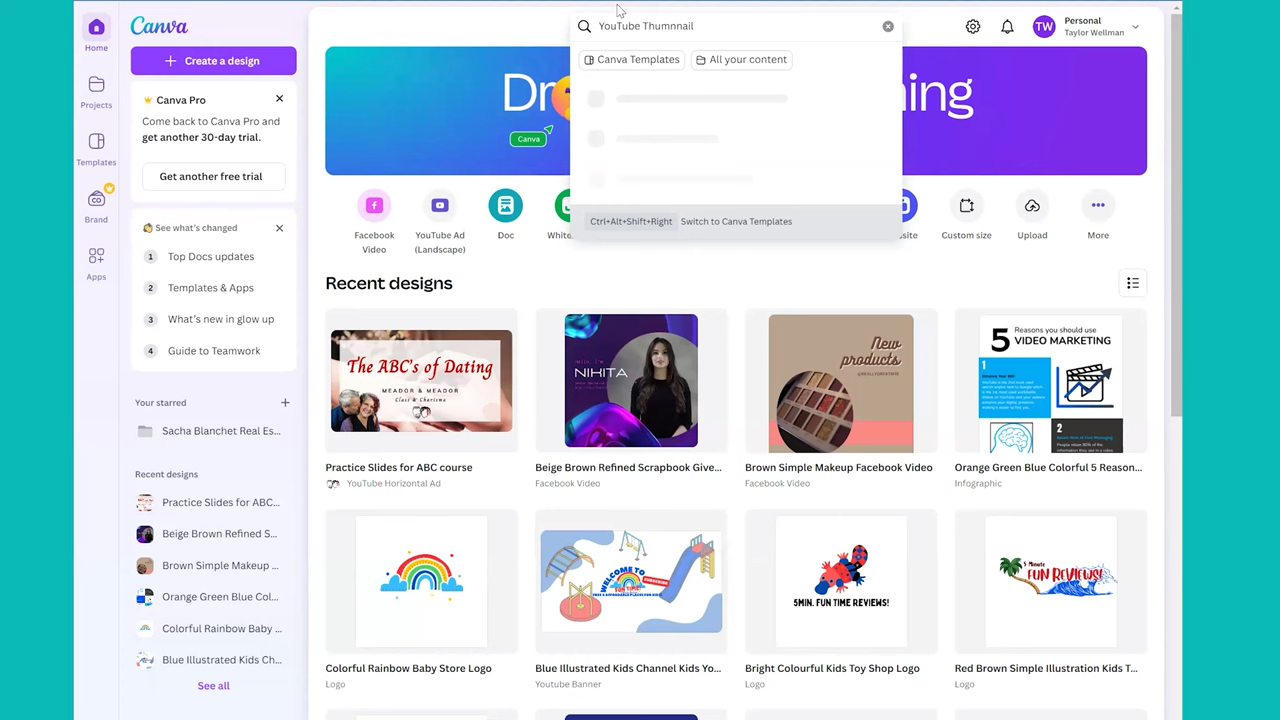 Canva
YouTube Thumnnail
TW
Personal
Taylor Wellman
Home
Create a design
Canva Templates
All your content
Projects
Canva Pro
Come back to Canva Pro and
get another 30-day trial.
Get another free trial
Templates
Dr
ning
Canva
Brand
See what's changed
1 Top Docs updates
2 Templates & Apps
3 What's new in glow up
4 Guide to Teamwork
Apps
Ctrl+Alt+Shift+Right Switch to Canva Templates
Facebook
Video
YouTube Ad
(Landscape)
Doc
White
site
Custom size
Upload
More
Recent designs
Your starred
Sacha Blanchet Real Es...
Recent designs
Practice Slides for ABC...
Beige Brown Refined S...
Brown Simple Makeup ...
Orange Green Blue Col...
Colorful Rainbow Baby ...
Blue Illustrated Kids Ch...
See all
The ABC's of Dating
MEADOR & MEADOR
Class & Charisma
Practice Slides for ABC course
YouTube Horizontal Ad
Hello, I'm
NIHITA
Beige Brown Refined Scrapbook Give...
Facebook Video
New
products
Brown Simple Makeup Facebook Video
Facebook Video
5 Reasons you should use
VIDEO MARKETING
1
2
Orange Green Blue Colorful 5 Reason...
Infographic
Colorful Rainbow Baby Store Logo
Logo
WELCOME TO
FUN TIME!
SUBSCRIBE
Blue Illustrated Kids Channel Kids Yo...
Youtube Banner
5MIN. FUN TIME REVIEWS!
Bright Colourful Kids Toy Shop Logo
Logo
5 Minute
FUN REVIEWS!
Red Brown Simple Illustration Kids T...
Logo